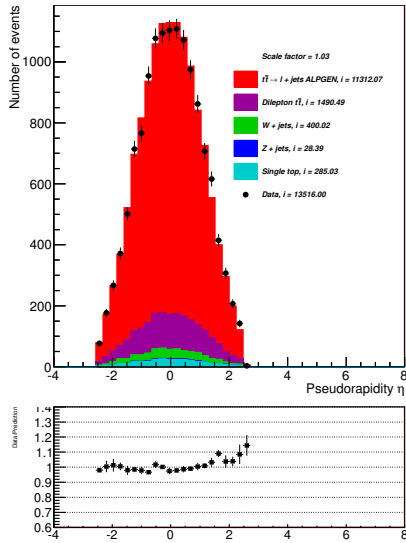 Number of events
1000
800
600
400
200
0
Scale factor = 1.03
tt̅ → l + jets ALPGEN, i = 11312.07
Dilepton tt̅, i = 1490.49
W + jets, i = 400.02
Z + jets, i = 28.39
Single top, i = 285.03
Data, i = 13516.00
-4 -2 0 2 4 6 8
Pseudorapidity η
Data/Prediction
1.4
1.3
1.2
1.1
1
0.9
0.8
0.7
0.6
-4 -2 0 2 4 6 8